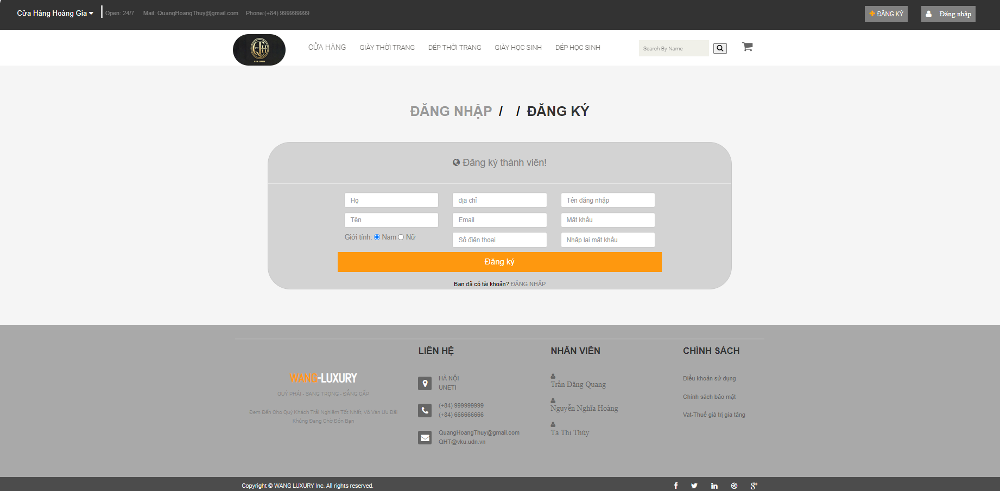 Cửa Hàng Hoàng Gia
Open: 24/7 Mail: QuangHoangThuy@gmail.com Phone:(+84) 999999999
ĐĂNG KÝ
Đăng nhập
CỬA HÀNG
GIÀY THỜI TRANG
DÉP THỜI TRANG
GIÀY HỌC SINH
DÉP HỌC SINH
Search By Name
ĐĂNG NHẬP / / ĐĂNG KÝ
Đăng ký thành viên!
Họ
địa chỉ
Tên đăng nhập
Tên
Email
Mật khẩu
Giới tính: Nam Nữ
Số điện thoại
Nhập lại mật khẩu
Đăng ký
Bạn đã có tài khoản? ĐĂNG NHẬP
WANG-LUXURY
QUÝ PHÁI - SANG TRỌNG - ĐẲNG CẤP
Đem Đến Cho Quý Khách Trải Nghiệm Tốt Nhất, Vô Vàn Ưu Đãi
Khủng Đang Chờ Đón Bạn
LIÊN HỆ
HÀ NỘI
UNETI
(+84) 999999999
(+84) 666666666
QuangHoangThuy@gmail.com
QHT@vku.udn.vn
NHÂN VIÊN
Trần Đăng Quang
Nguyễn Nghĩa Hoàng
Tạ Thị Thúy
CHÍNH SÁCH
Điều khoản sử dụng
Chính sách bảo mật
Vat-Thuế giá trị gia tăng
Copyright © WANG LUXURY Inc. All rights reserved.